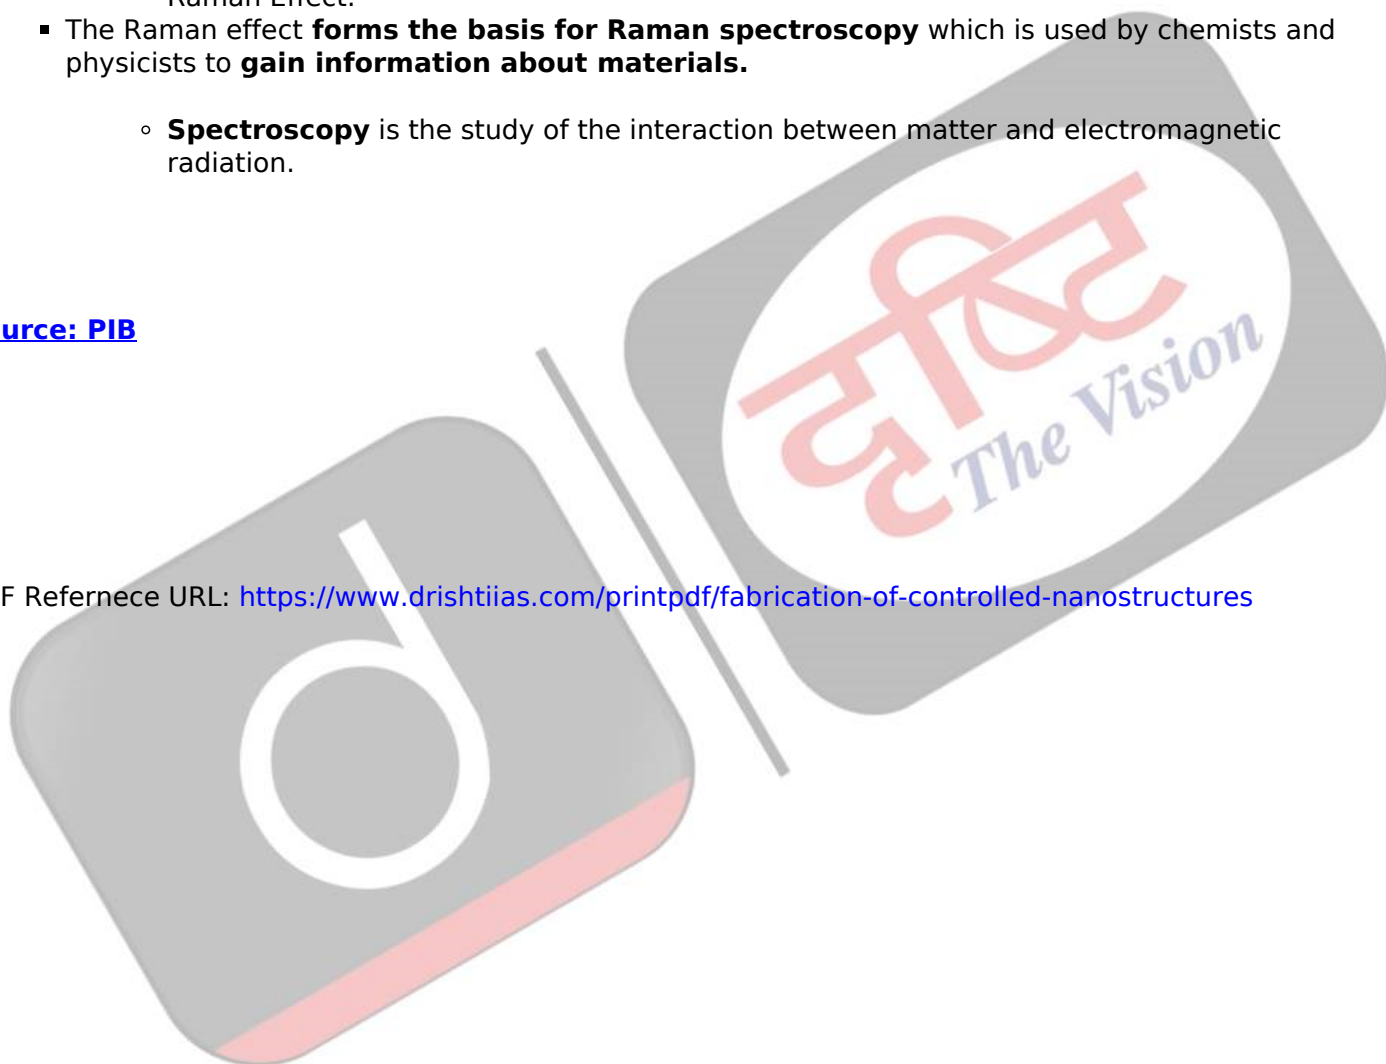 Raman Effect.
▪ The Raman effect forms the basis for Raman spectroscopy which is used by chemists and
physicists to gain information about materials.
◦ Spectroscopy is the study of the interaction between matter and electromagnetic
radiation.
urce: PIB
दृष्टि
The Vision
d
F Refernece URL: https://www.drishtiias.com/printpdf/fabrication-of-controlled-nanostructures